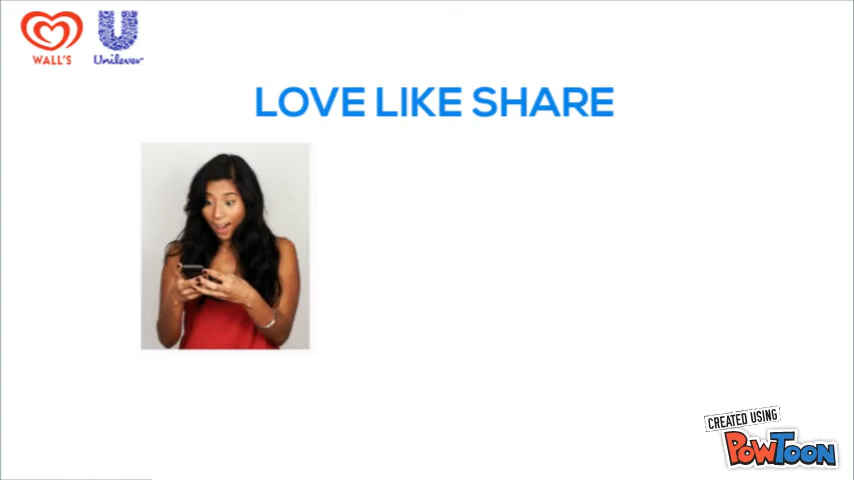 WALL'S
Unilever
LOVE LIKE SHARE
CREATED USING
POWTOON